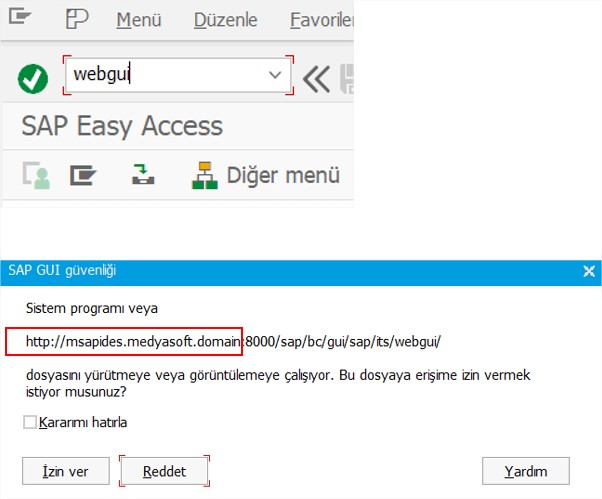 Menü Düzenle Favoriler
webgui
SAP Easy Access
Diğer menü
SAP GUI güvenliği
Sistem programı veya
http://msapides.medyasoft.domain:8000/sap/bc/gui/sap/its/webgui/
dosyasını yürütmeye veya görüntülemeye çalışıyor. Bu dosyaya erişime izin vermek
istiyor musunuz?
Kararımı hatırla
İzin ver Reddet Yardım